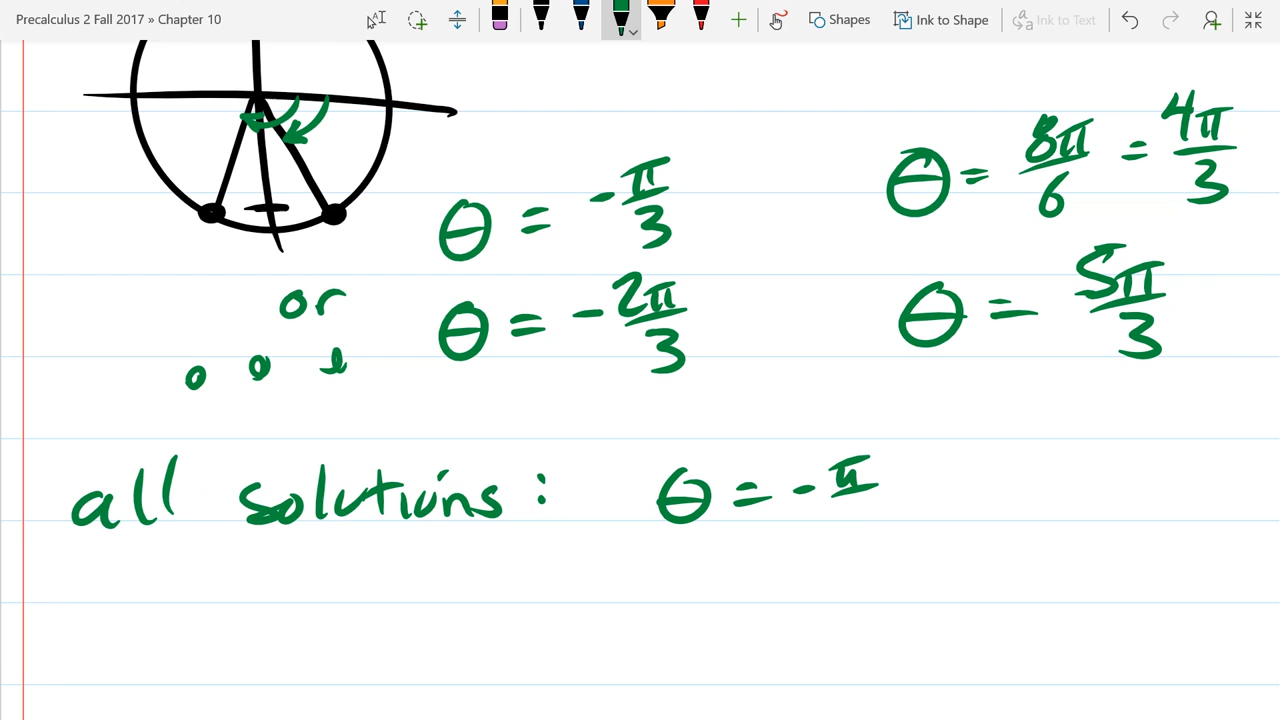 Precalculus 2 Fall 2017 » Chapter 10
Shapes
Ink to Shape
Ink to Text
θ = -π/3
θ = 8π/6 = 4π/3
or
θ = -2π/3
θ = 5π/3
all solutions: θ = -π